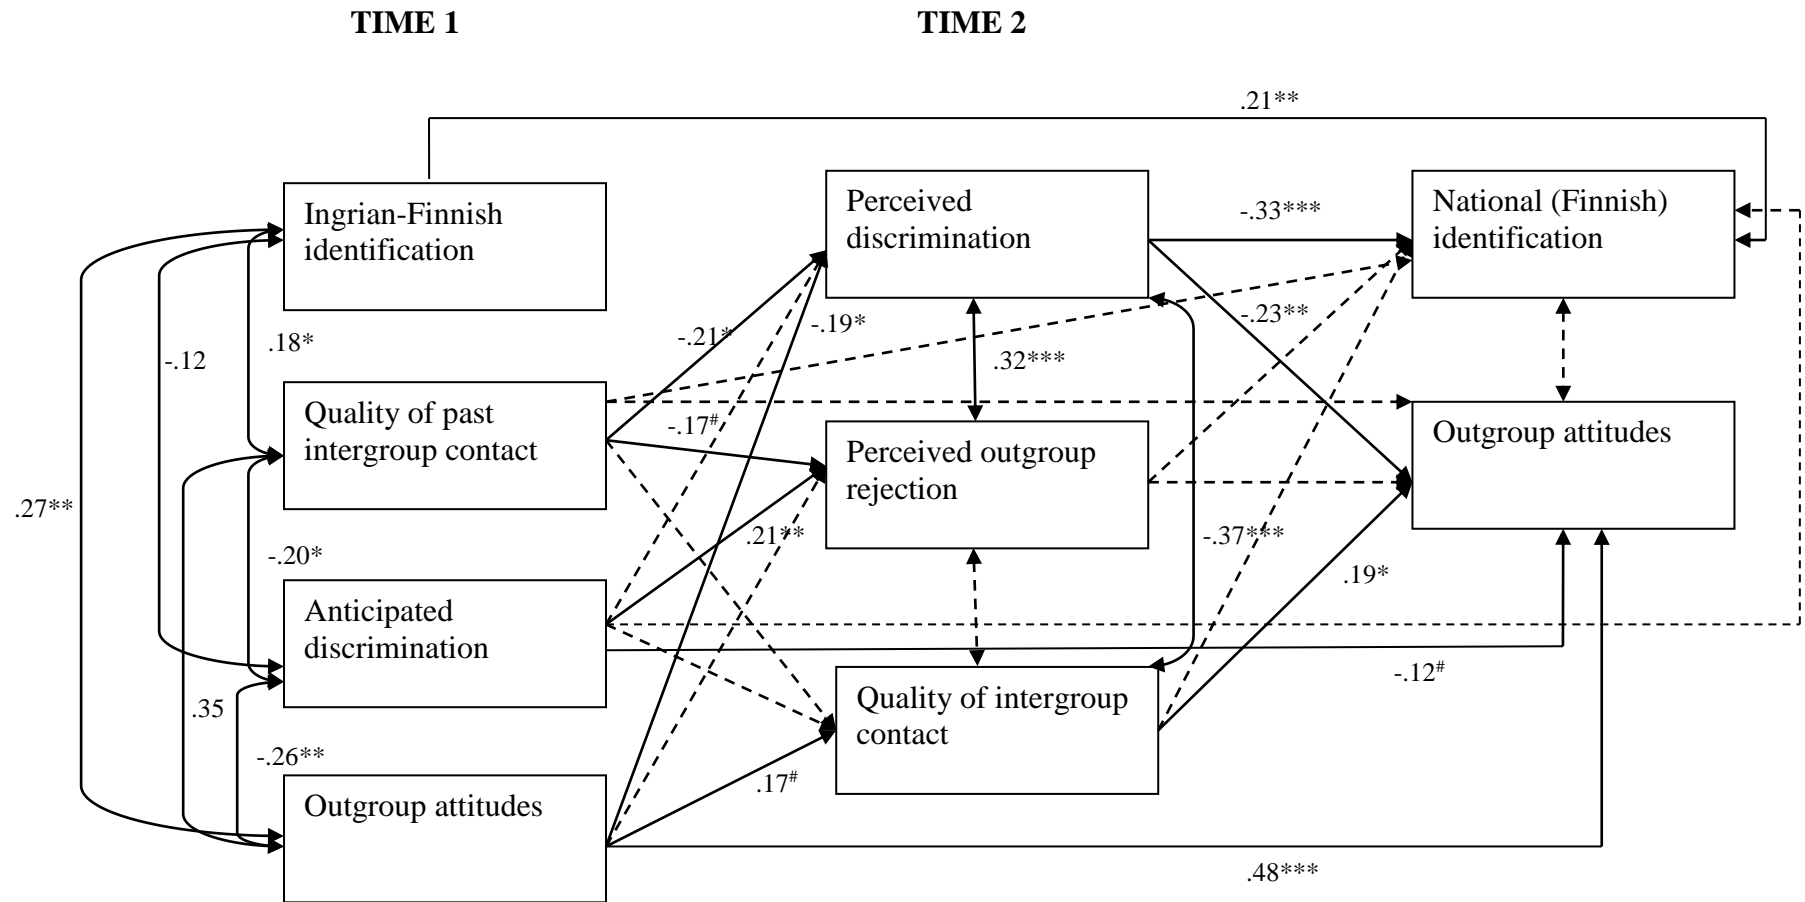 TIME 1
TIME 2
.21**
Ingrian-Finnish
identification
Perceived
discrimination
National (Finnish)
identification
-.33***
-.12
.18*
-.21*
-.19*
.32***
-.23**
Quality of past
intergroup contact
-.17#
Perceived outgroup
rejection
Outgroup attitudes
.27**
-.20*
.21**
-.37***
.19*
Anticipated
discrimination
-.12#
.35
Quality of intergroup
contact
-.26**
.17#
Outgroup attitudes
.48***